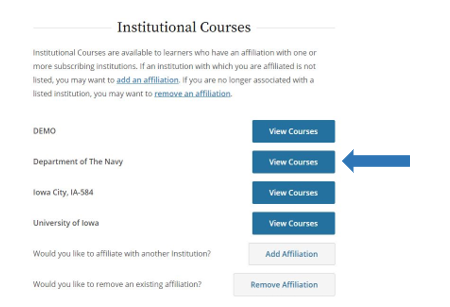 Institutional Courses
Institutional Courses are available to learners who have an affiliation with one or
more subscribing institutions. If an institution with which you are affiliated is not
listed, you may want to add an affiliation. If you are no longer associated with a
listed institution, you may want to remove an affiliation.
DEMO View Courses
Department of The Navy View Courses
Iowa City, IA-584 View Courses
University of Iowa View Courses
Would you like to affiliate with another Institution? Add Affiliation
Would you like to remove an existing affiliation? Remove Affiliation